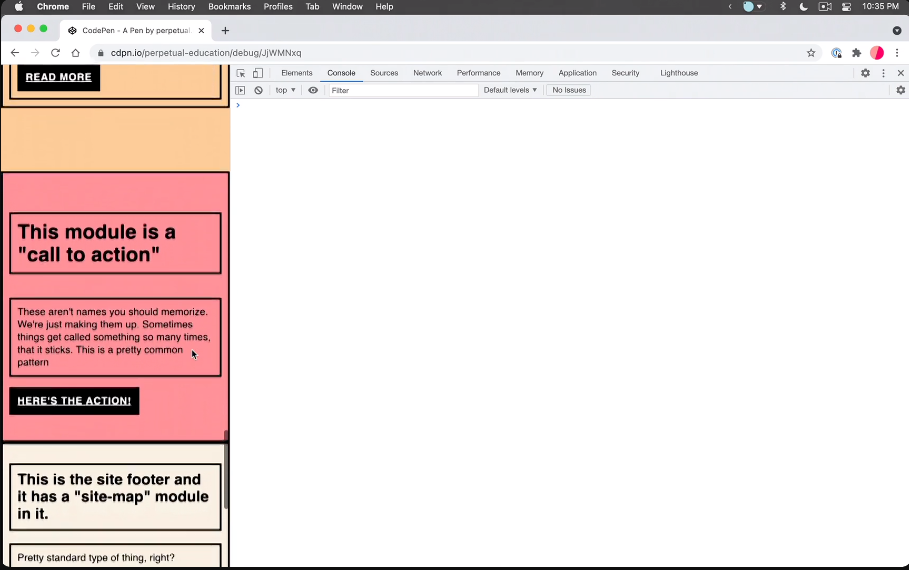 Chrome File Edit View History Bookmarks Profiles Tab Window Help 10:35 PM
CodePen - A Pen by perpetual
cdpn.io/perpetual-education/debug/JjWMNxq
Elements Console Sources Network Performance Memory Application Security Lighthouse
top Filter Default levels No Issues
READ MORE
This module is a
"call to action"
These aren't names you should memorize.
We're just making them up. Sometimes
things get called something so many times,
that it sticks. This is a pretty common
pattern
HERE'S THE ACTION!
This is the site footer and
it has a "site-map" module
in it.
Pretty standard type of thing, right?